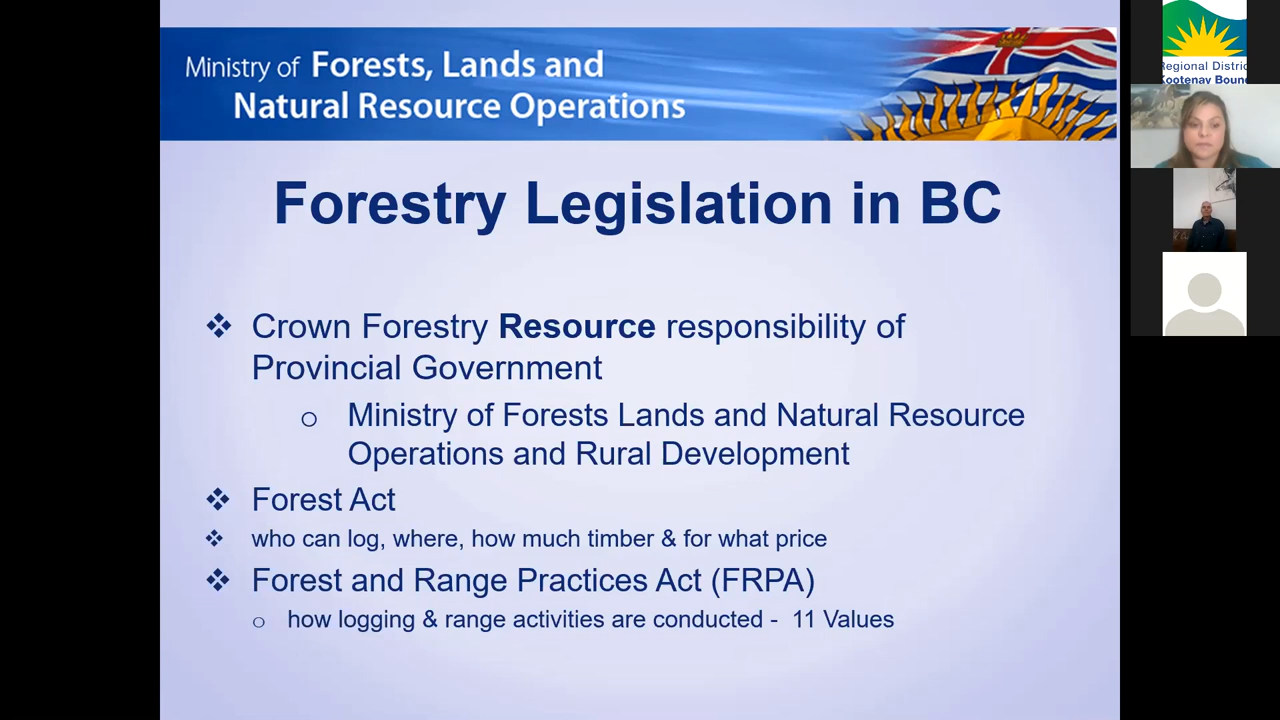 Ministry of Forests, Lands and
Natural Resource Operations
Forestry Legislation in BC
❖ Crown Forestry Resource responsibility of
Provincial Government
o Ministry of Forests Lands and Natural Resource
Operations and Rural Development
❖ Forest Act
❖ who can log, where, how much timber & for what price
❖ Forest and Range Practices Act (FRPA)
o how logging & range activities are conducted - 11 Values
Regional Distric
Kootenay Boun